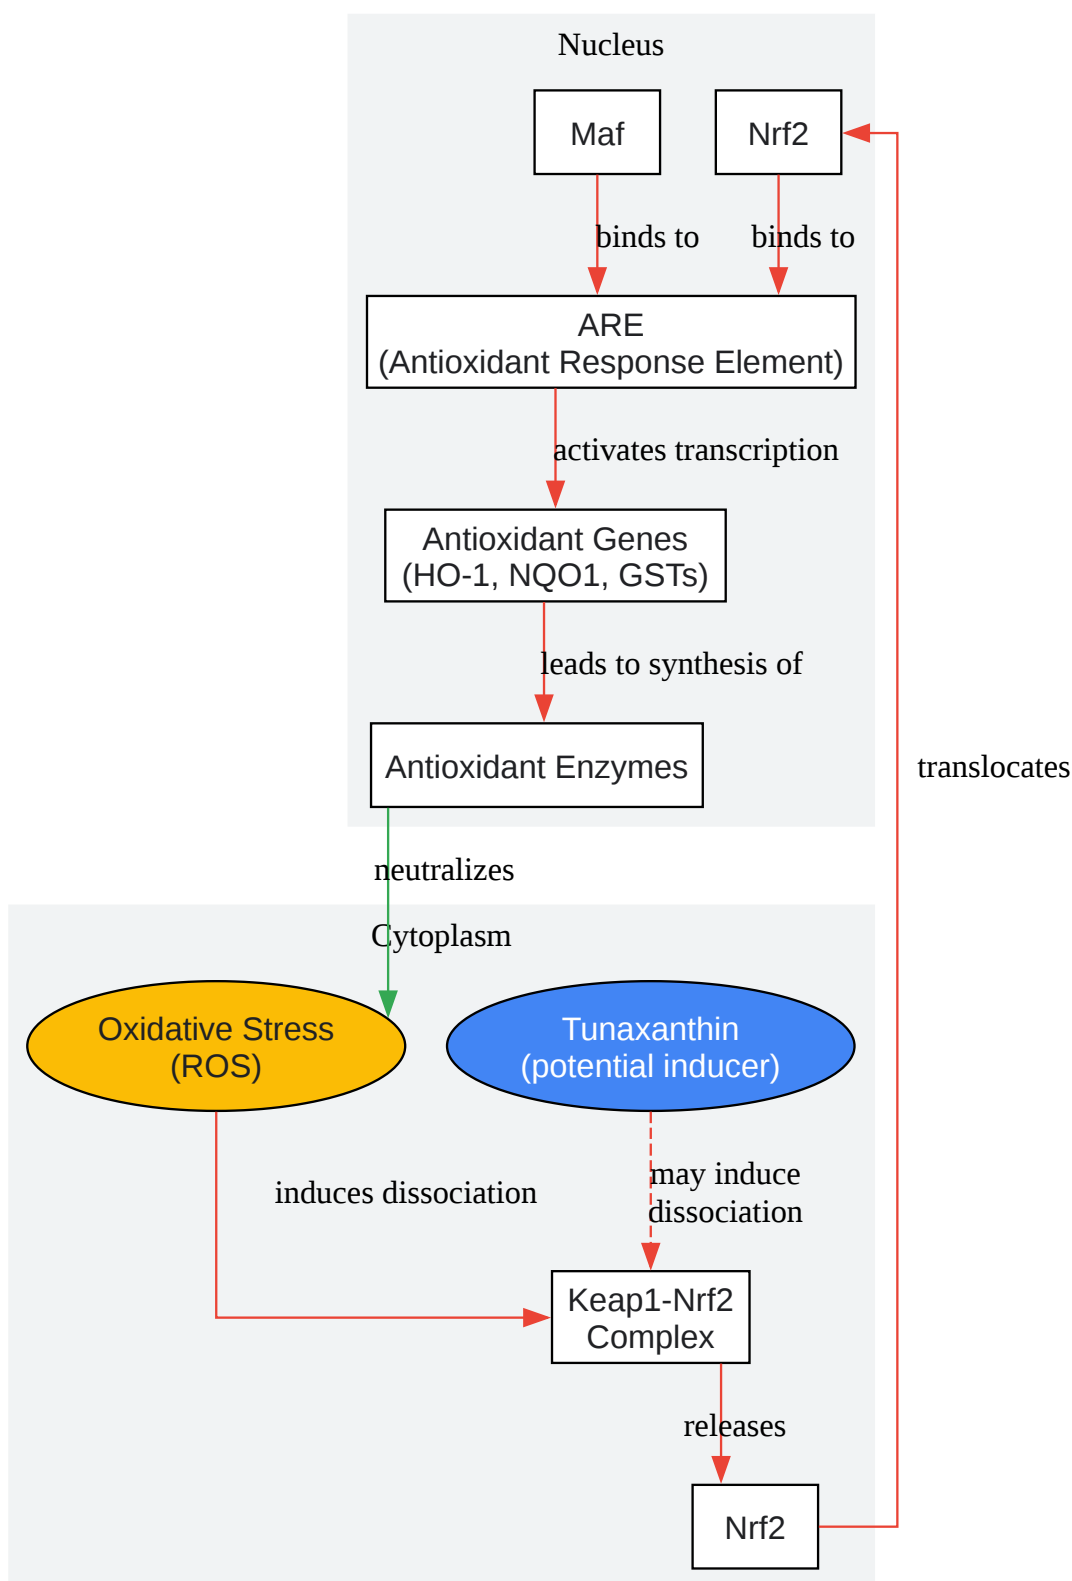 Nucleus
Maf
Nrf2
binds to
binds to
ARE
(Antioxidant Response Element)
activates transcription
Antioxidant Genes
(HO-1, NQO1, GSTs)
leads to synthesis of
Antioxidant Enzymes
translocates
neutralizes
Cytoplasm
Oxidative Stress
(ROS)
Tunaxanthin
(potential inducer)
induces dissociation
may induce
dissociation
Keap1-Nrf2
Complex
releases
Nrf2